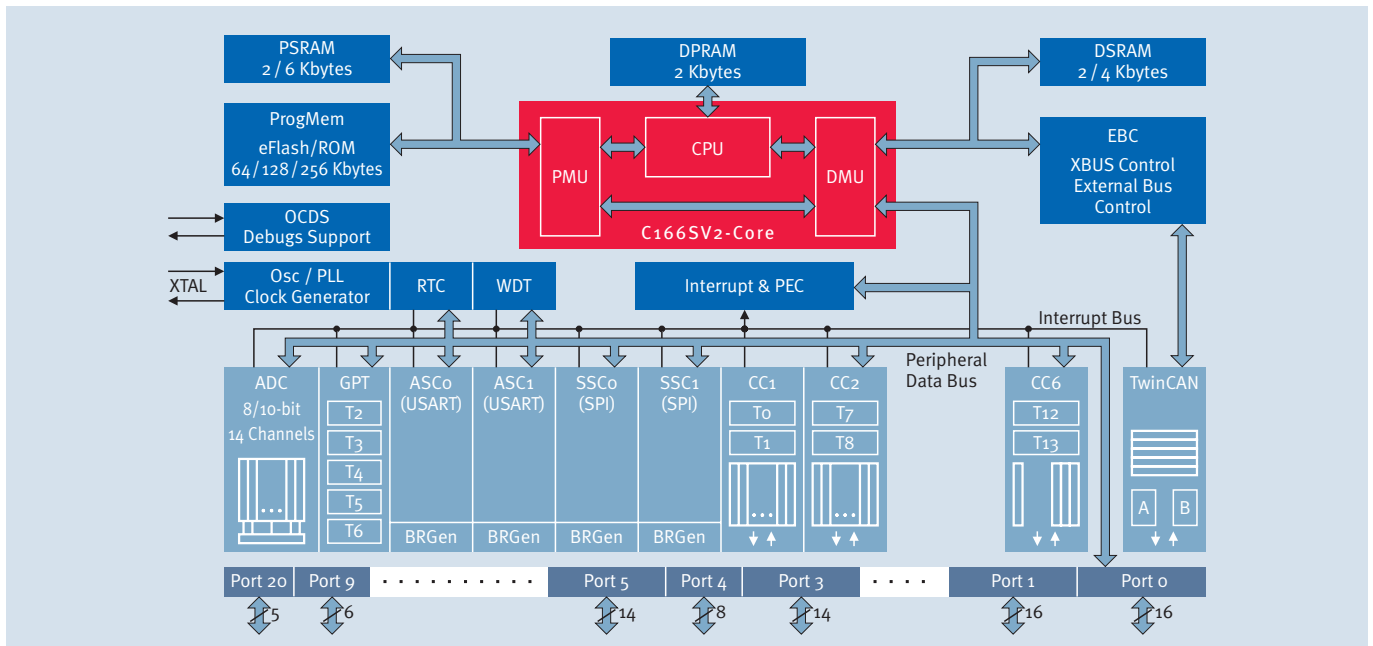 PSRAM
2 / 6 Kbytes
DPRAM
2 Kbytes
DSRAM
2 / 4 Kbytes
ProgMem
eFlash/ROM
64 / 128 / 256 Kbytes
PMU
CPU
DMU
C166SV2-Core
EBC
XBUS Control
External Bus
Control
OCDS
Debugs Support
XTAL
Osc / PLL
Clock Generator
RTC
WDT
Interrupt & PEC
Interrupt Bus
Peripheral
Data Bus
ADC
8/10-bit
14 Channels
GPT
T2
T3
T4
T5
T6
ASC0
(USART)
BRGen
ASC1
(USART)
BRGen
SSC0
(SPI)
BRGen
SSC1
(SPI)
BRGen
CC1
T0
T1
CC2
T7
T8
CC6
T12
T13
TwinCAN
A
B
Port 20
Port 9
Port 5
Port 4
Port 3
Port 1
Port 0
5
6
14
8
14
16
16